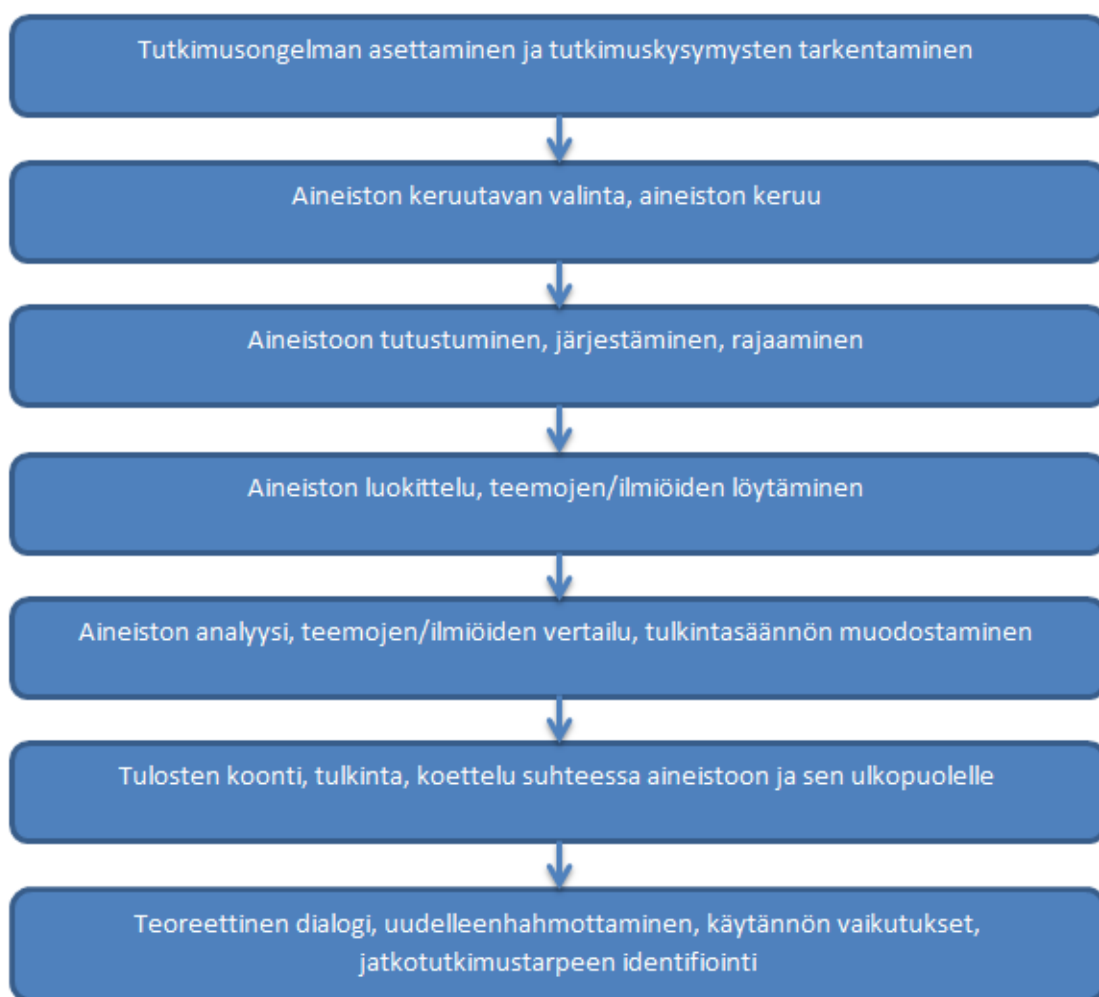 Tutkimusongelman asettaminen ja tutkimuskysymysten tarkentaminen
Aineiston keruutavan valinta, aineiston keruu
Aineistoon tutustuminen, järjestäminen, rajaaminen
Aineiston luokittelu, teemojen/ilmiöiden löytäminen
Aineiston analyysi, teemojen/ilmiöiden vertailu, tulkintasäännön muodostaminen
Tulosten koonti, tulkinta, koettelu suhteessa aineistoon ja sen ulkopuolelle
Teoreettinen dialogi, uudelleenhahmottaminen, käytännön vaikutukset,
jatkotutkimustarpeen identifiointi